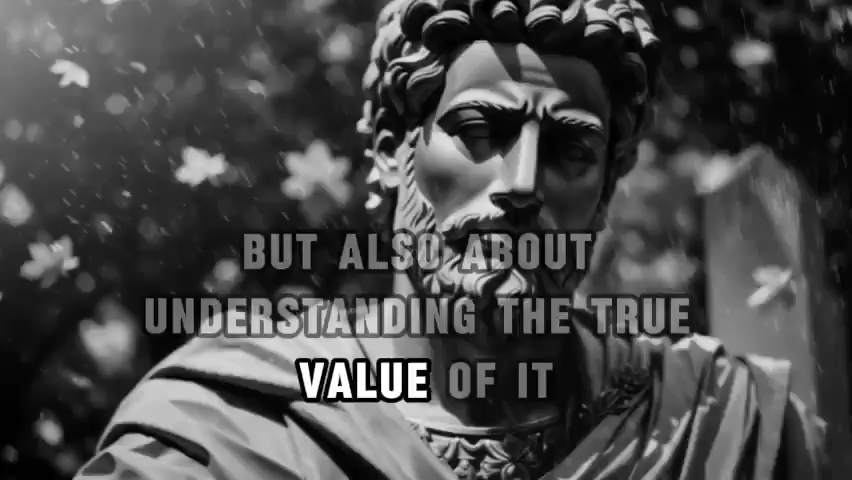 BUT ALSO ABOUT
UNDERSTANDING THE TRUE
VALUE OF IT